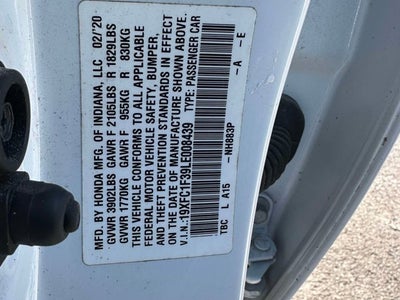 MFD. BY HONDA MFG. OF INDIANA, LLC 02/'20
GVWR 3902LBS GAWR F 2105LBS R 1829LBS
GVWR 1770KG GAWR F 955KG R 830KG
THIS VEHICLE CONFORMS TO ALL APPLICABLE
FEDERAL MOTOR VEHICLE SAFETY, BUMPER,
AND THEFT PREVENTION STANDARDS IN EFFECT
ON THE DATE OF MANUFACTURE SHOWN ABOVE.
V.I.N.:19XFC1F39LE008439 TYPE: PASSENGER CAR
-NH883P -A -E
TBC L A15